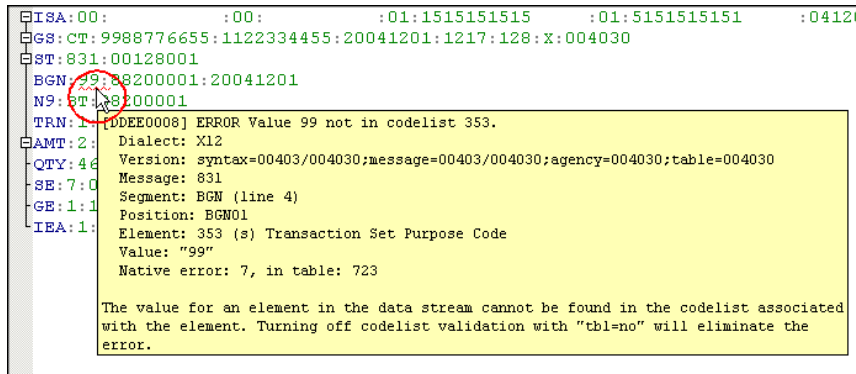 ISA:00:          :00:          :01:1515151515     :01:5151515151     :0412
GS:CT:9988776655:1122334455:20041201:1217:128:X:004030
ST:831:00128001
BGN:99:88200001:20041201
N9:BT:88200001
TRN:1:
[DDEE0008] ERROR Value 99 not in codelist 353.
AMT:2:
Dialect: X12
QTY:46
Version: syntax=00403/004030;message=00403/004030;agency=004030;table=004030
SE:7:0
Message: 831
GE:1:1
Segment: BGN (line 4)
IEA:1:
Position: BGN01
Element: 353 (s) Transaction Set Purpose Code
Value: "99"
Native error: 7, in table: 723
The value for an element in the data stream cannot be found in the codelist associated
with the element. Turning off codelist validation with "tbl=no" will eliminate the
error.